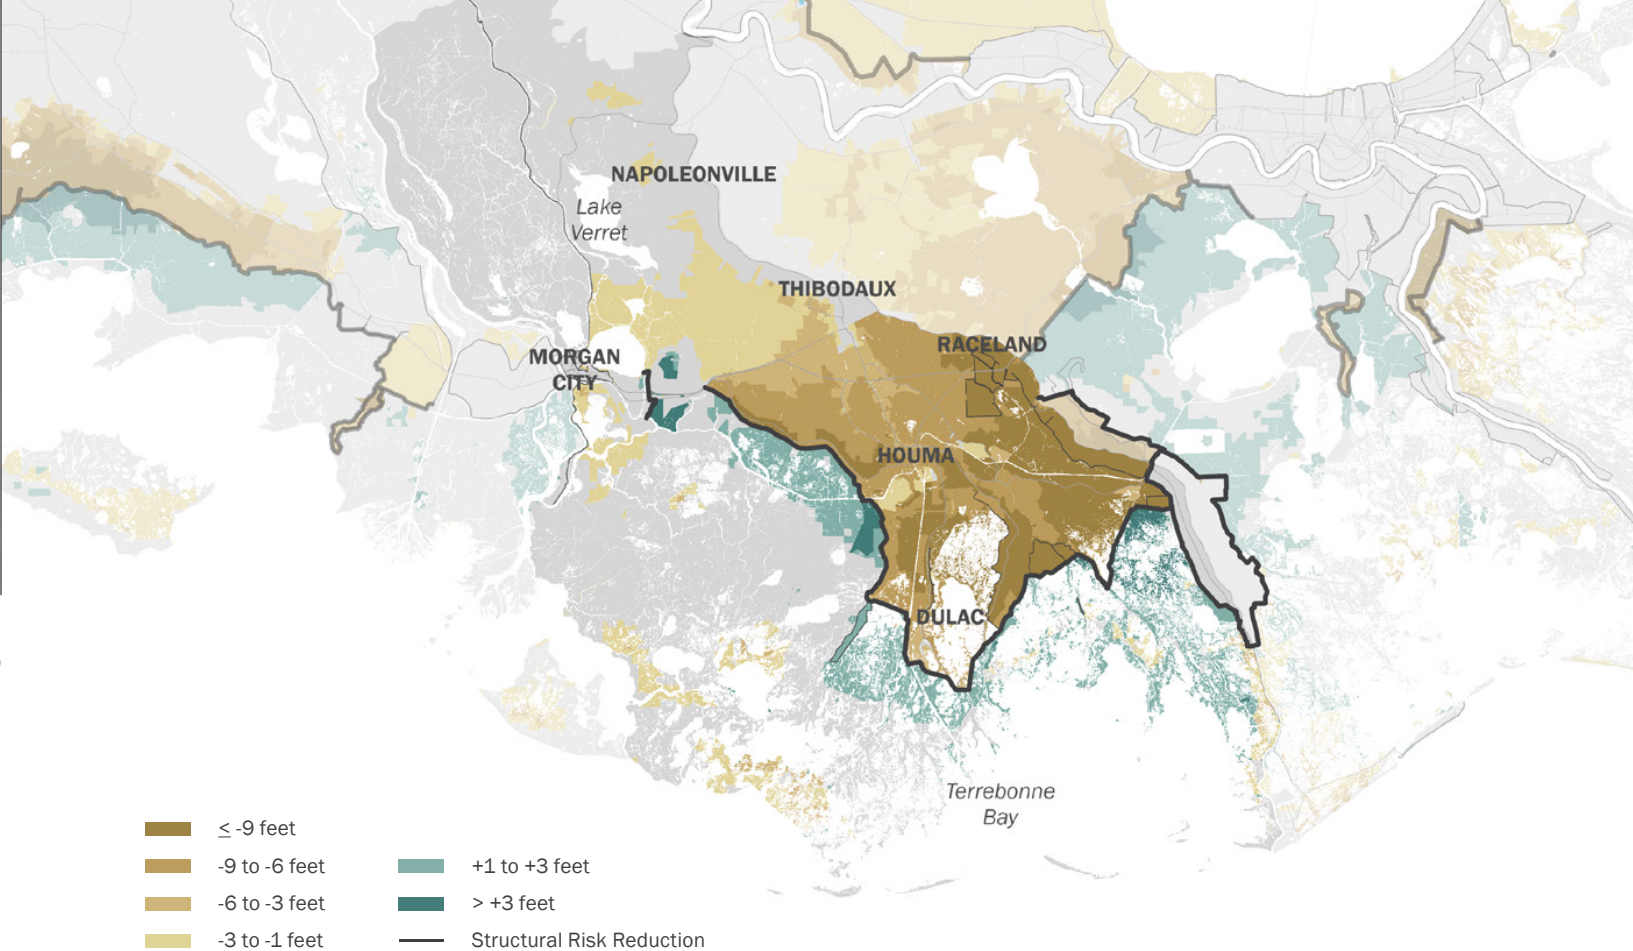 NAPOLEONVILLE
Lake
Verret
THIBODAUX
RACELAND
MORGAN
CITY
HOUMA
DULAC
Terrebonne
Bay
≤ -9 feet
-9 to -6 feet
-6 to -3 feet
-3 to -1 feet
+1 to +3 feet
> +3 feet
Structural Risk Reduction